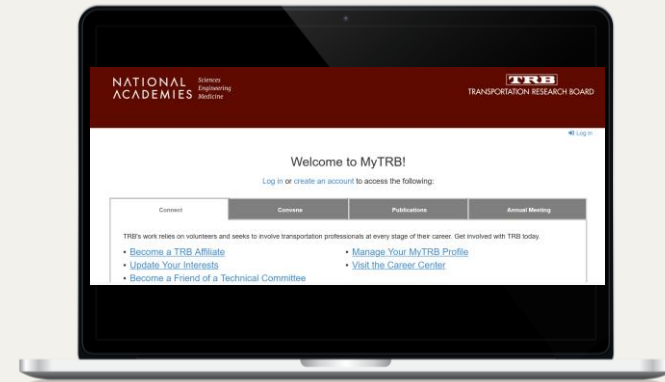 NATIONAL ACADEMIES
Sciences
Engineering
Medicine
TRB
TRANSPORTATION RESEARCH BOARD
Log in
Welcome to MyTRB!
Log in or create an account to access the following:
Connect
Convene
Publications
Annual Meeting
TRB's work relies on volunteers and seeks to involve transportation professionals at every stage of their career. Get involved with TRB today.
• Become a TRB Affiliate
• Update Your Interests
• Become a Friend of a Technical Committee
• Manage Your MyTRB Profile
• Visit the Career Center